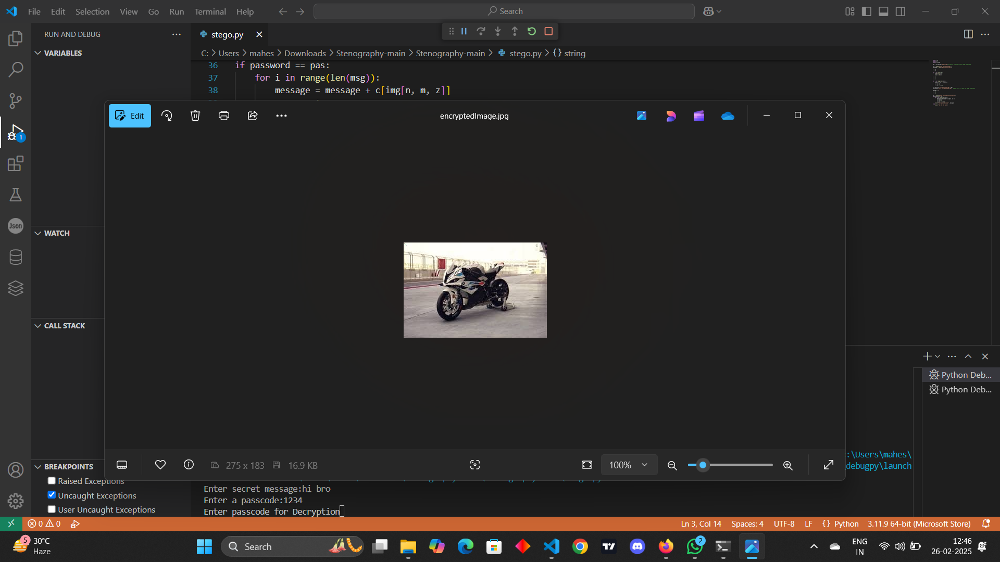 File Edit Selection View Go Run Terminal Help
Search
RUN AND DEBUG
stego.py
VARIABLES
C: > Users > mahes > Downloads > Stenography-main > Stenography-main > stego.py > {} string
36 if password == pas:
37 for i in range(len(msg)):
38 message = message + c[img[n, m, z]]
Edit
encryptedImage.jpg
1
Json
WATCH
CALL STACK
Python Deb...
Python Deb...
:\Users\mahes\
debugpy\launch
275 x 183
16.9 KB
100%
BREAKPOINTS
Raised Exceptions
Uncaught Exceptions
User Uncaught Exceptions
Enter secret message:hi bro
Enter a passcode:1234
Enter passcode for Decryption
0 0
Ln 3, Col 14
Spaces: 4
UTF-8
LF
{} Python
3.11.9 64-bit (Microsoft Store)
5
30°C
Haze
Search
2
ENG
IN
12:46
26-02-2025